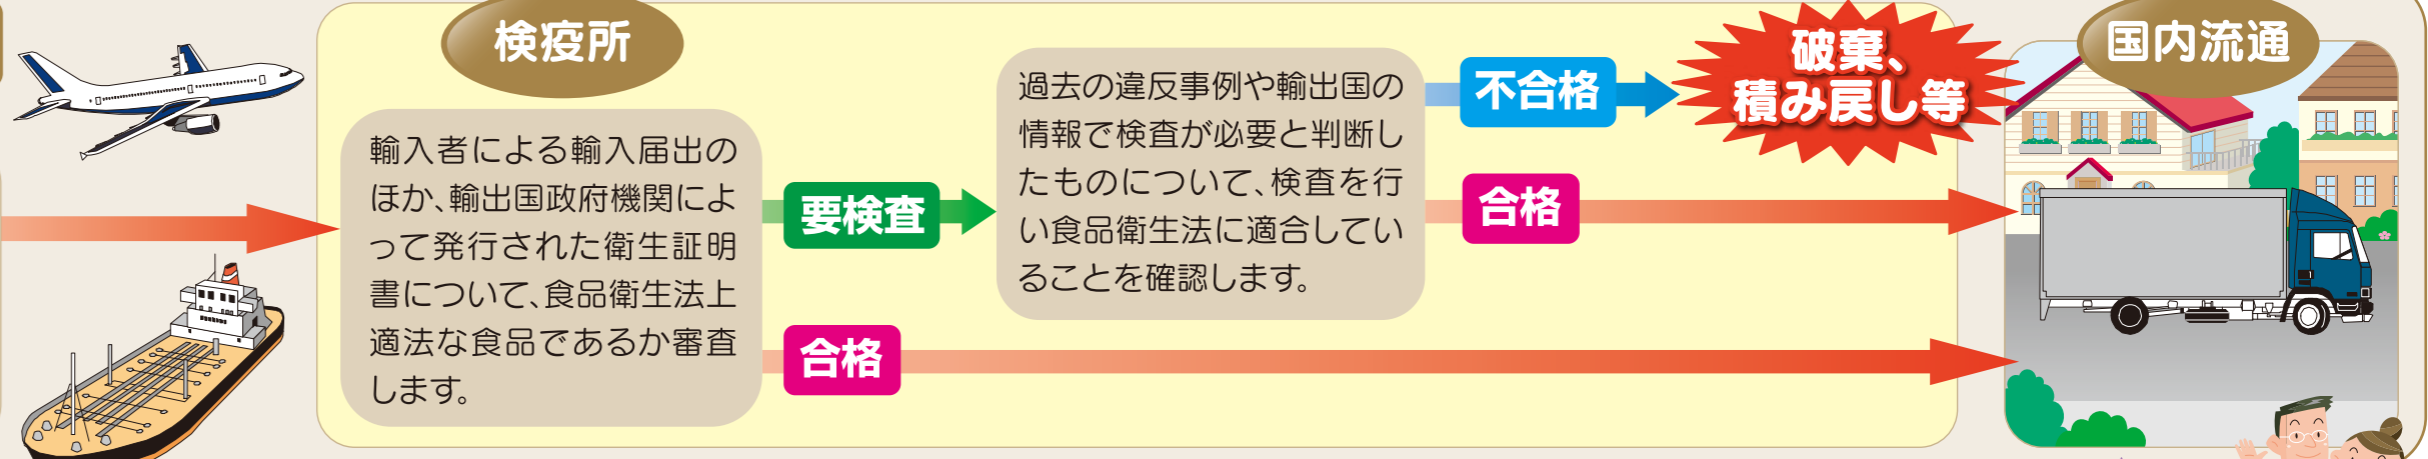 検疫所
輸入者による輸入届出の
ほか、輸出国政府機関によ
って発行された衛生証明
書について、食品衛生法上
適法な食品であるか審査
します。
要検査
合格
過去の違反事例や輸出国の
情報で検査が必要と判断し
たものについて、検査を行
い食品衛生法に適合してい
ることを確認します。
不合格
破棄、
積み戻し等
合格
国内流通